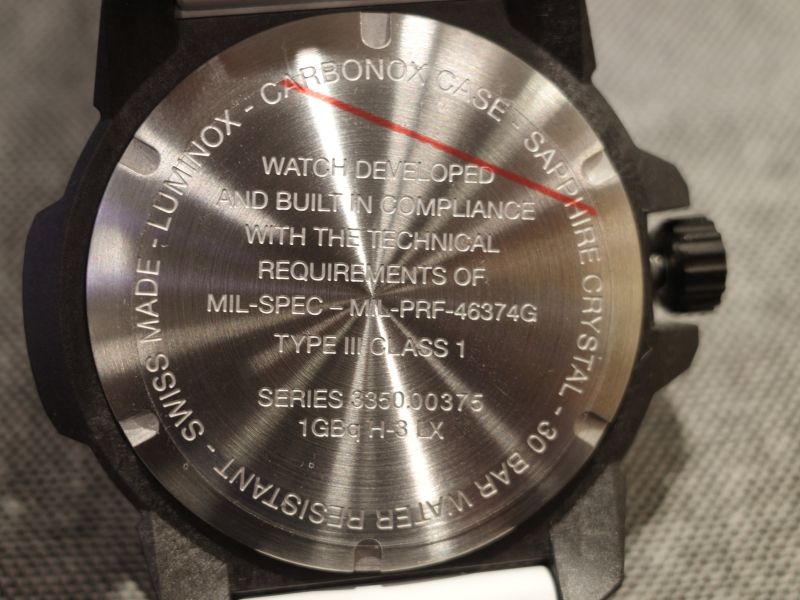 LUMINOX - CARBONOX CASE - SAPPHIRE CRYSTAL - 30 BAR WATER RESISTANT - SWISS MADE -
WATCH DEVELOPED
AND BUILT IN COMPLIANCE
WITH THE TECHNICAL
REQUIREMENTS OF
MIL-SPEC – MIL-PRF-46374G
TYPE III CLASS 1
SERIES 3350.00375
1GBq H-3 LX